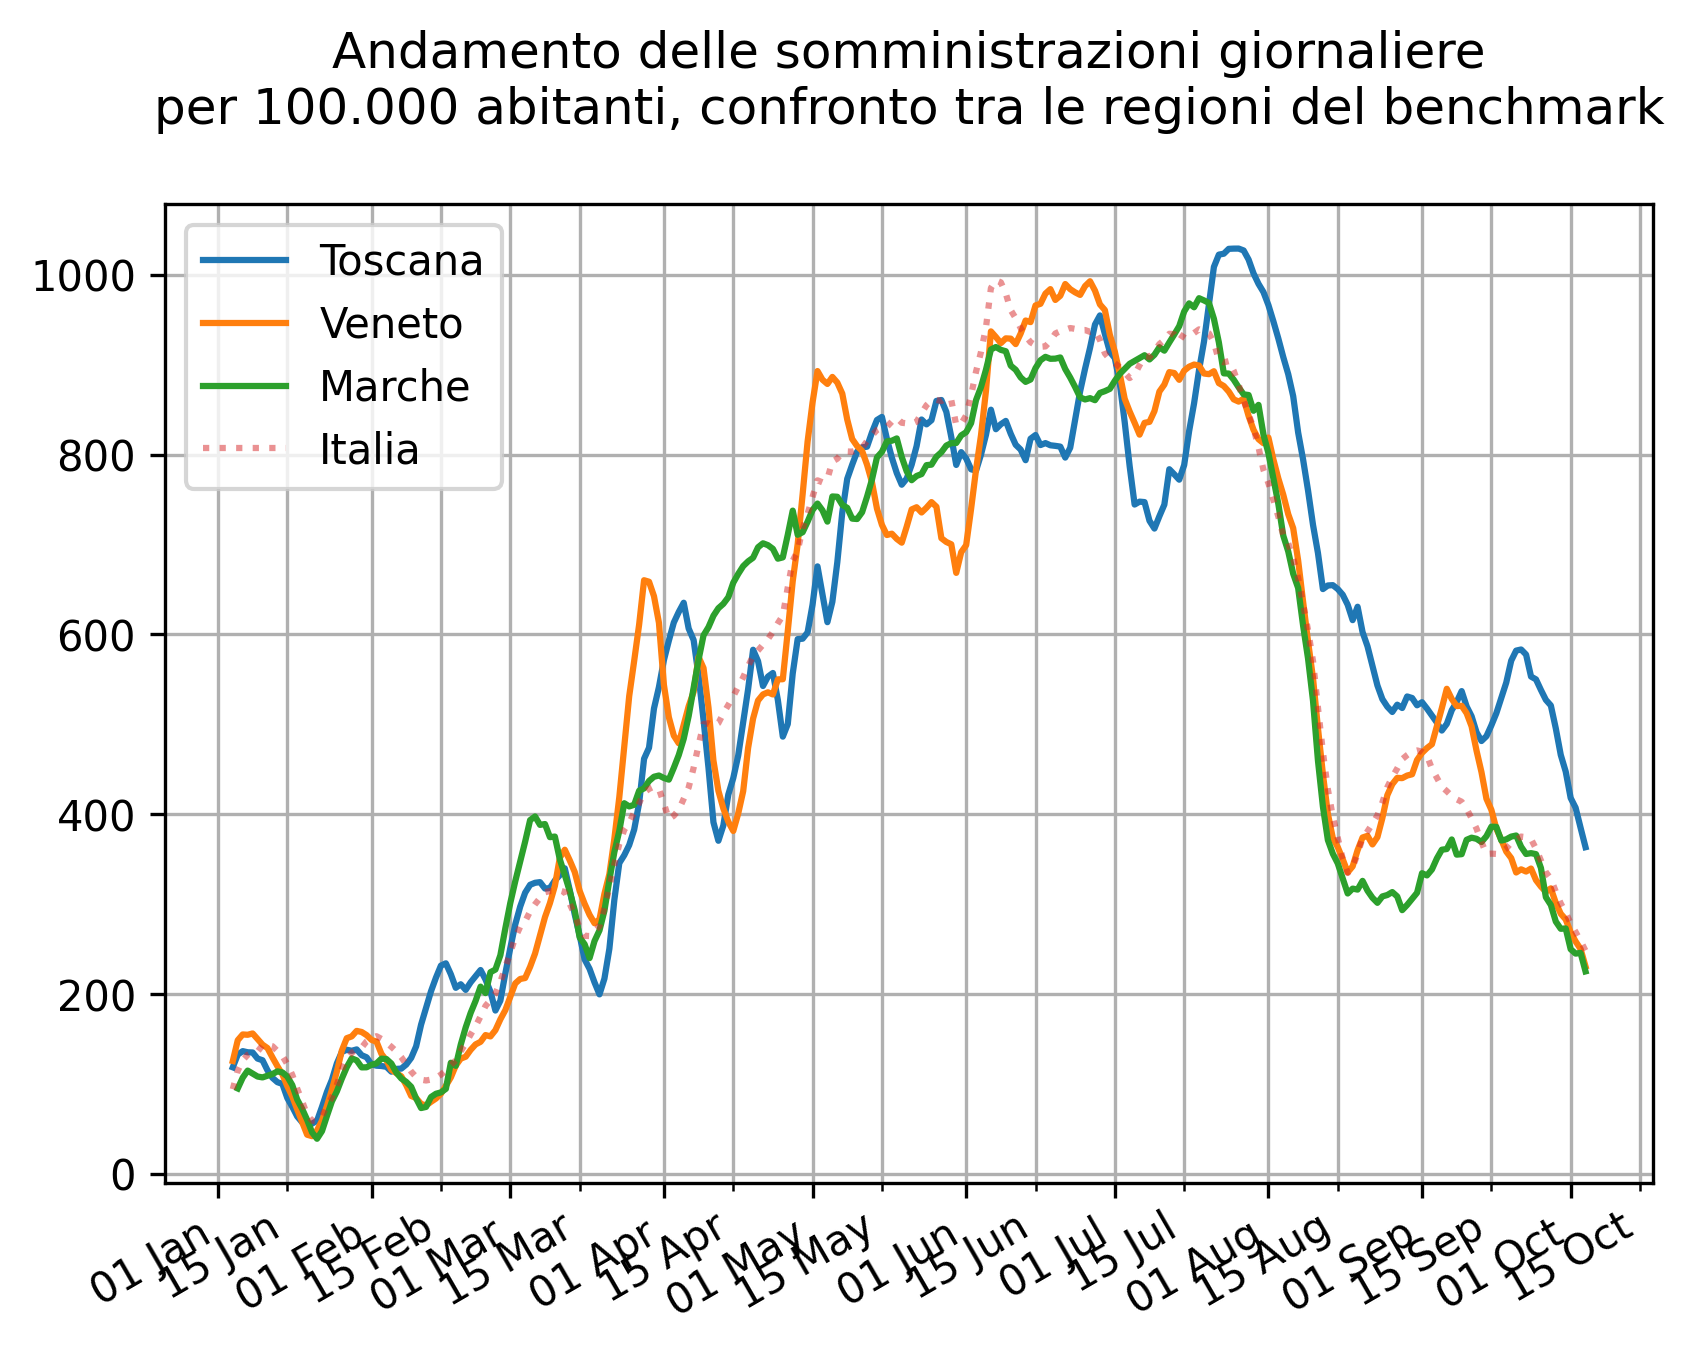 Andamento delle somministrazioni giornaliere
per 100.000 abitanti, confronto tra le regioni del benchmark
Toscana
Veneto
Marche
Italia
1000
800
600
400
200
0
01 Jan
15 Jan
01 Feb
15 Feb
01 Mar
15 Mar
01 Apr
15 Apr
01 May
15 May
01 Jun
15 Jun
01 Jul
15 Jul
01 Aug
15 Aug
01 Sep
15 Sep
01 Oct
15 Oct